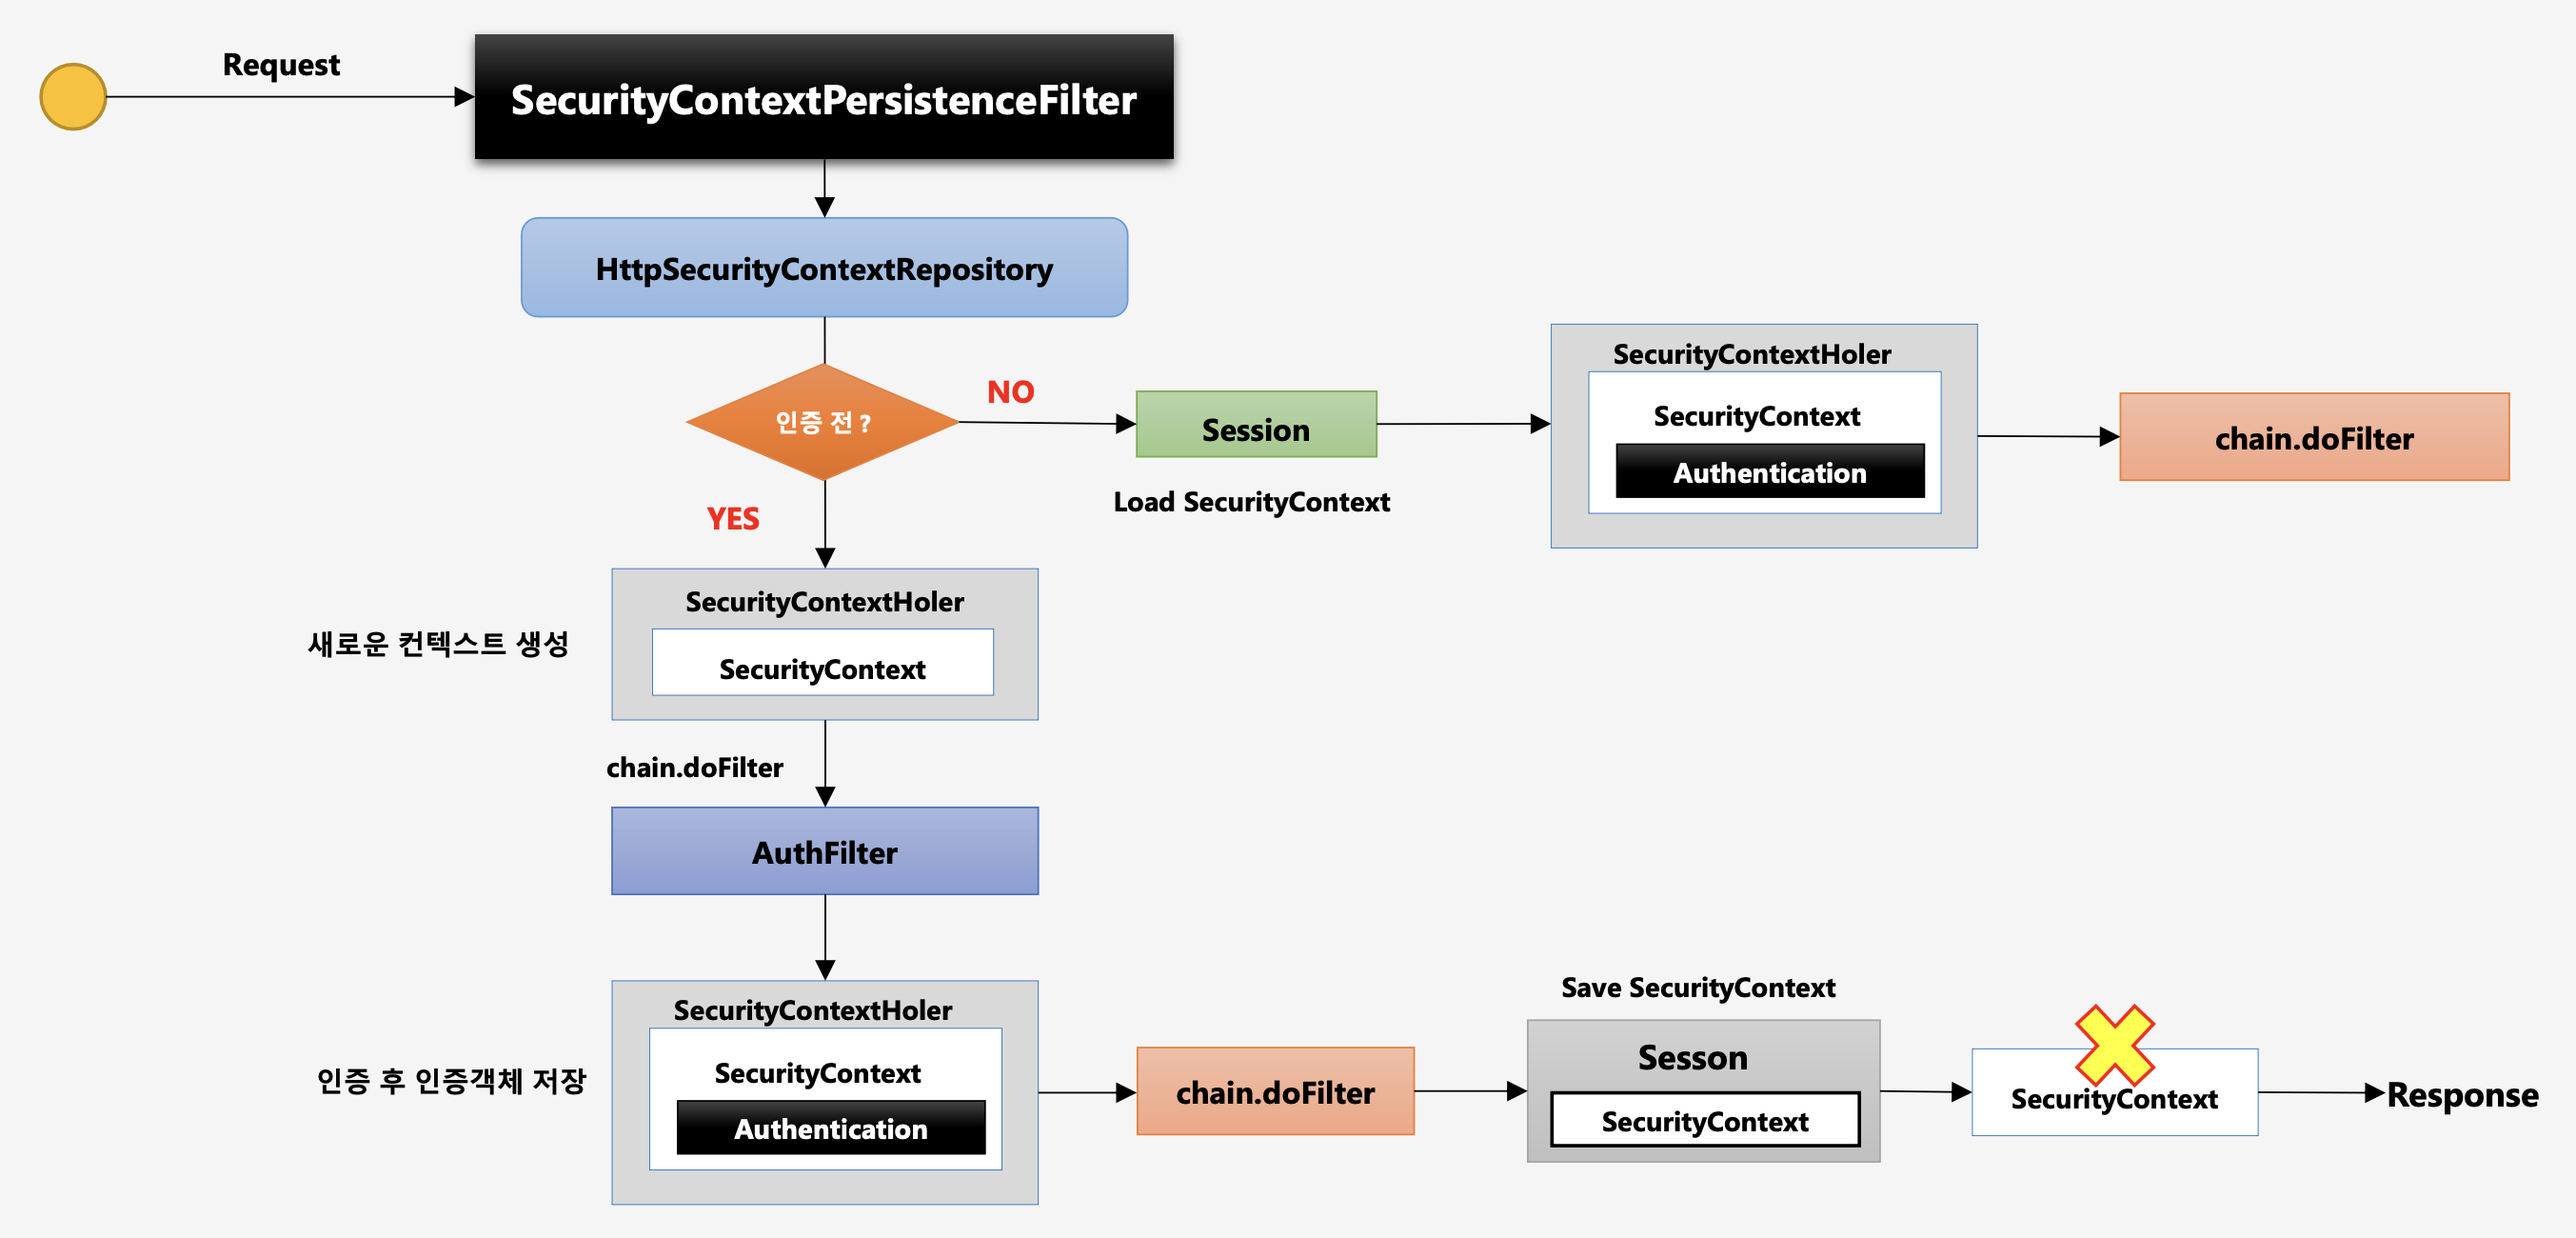 Request
SecurityContextPersistenceFilter
HttpSecurityContextRepository
인증 전 ?
NO
Session
Load SecurityContext
SecurityContextHoler
SecurityContext
Authentication
chain.doFilter
YES
새로운 컨텍스트 생성
SecurityContextHoler
SecurityContext
chain.doFilter
AuthFilter
인증 후 인증객체 저장
SecurityContextHoler
SecurityContext
Authentication
chain.doFilter
Save SecurityContext
Sesson
SecurityContext
SecurityContext
Response